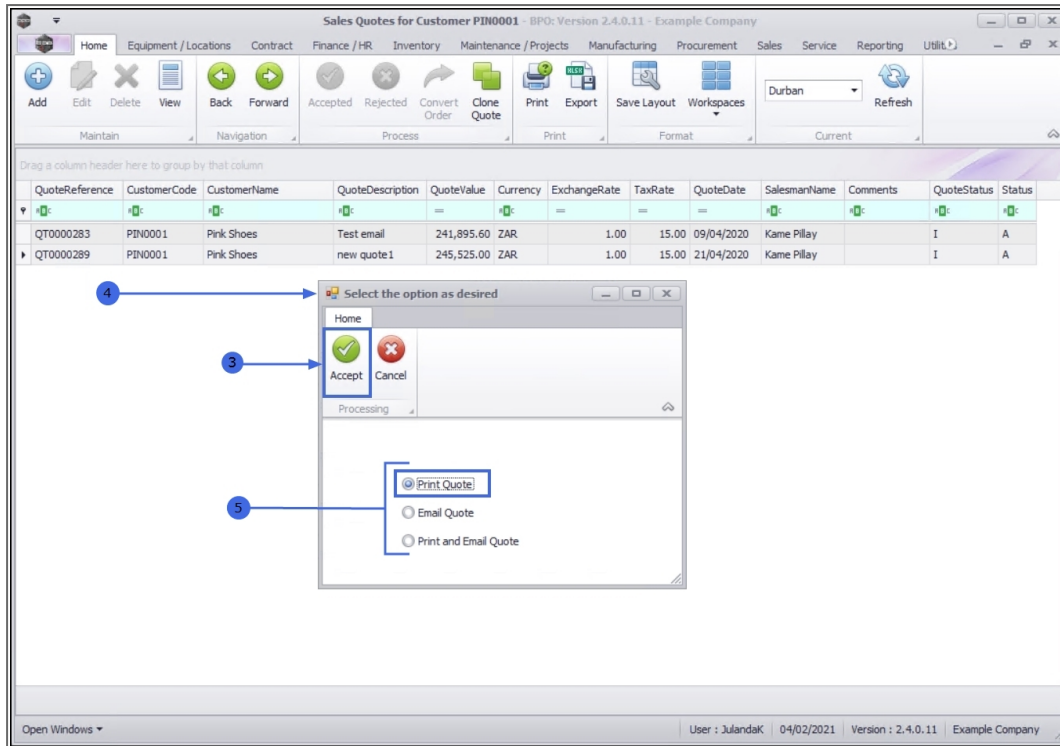 Sales Quotes for Customer PIN0001 - BPO: Version 2.4.0.11 - Example Company
Home Equipment / Locations Contract Finance / HR Inventory Maintenance / Projects Manufacturing Procurement Sales Service Reporting Utilit
Add Edit Delete View Back Forward Accepted Rejected Convert Order Clone Quote Print Export Save Layout Workspaces Durban Refresh
Maintain Navigation Process Print Format Current
Drag a column header here to group by that column
QuoteReference CustomerCode CustomerName QuoteDescription QuoteValue Currency ExchangeRate TaxRate QuoteDate SalesmanName Comments QuoteStatus Status
QT0000283 PIN0001 Pink Shoes Test email 241,895.60 ZAR 1.00 15.00 09/04/2020 Kame Pillay I A
QT0000289 PIN0001 Pink Shoes new quote1 245,525.00 ZAR 1.00 15.00 21/04/2020 Kame Pillay I A
4 Select the option as desired
Home
3 Accept Cancel
Processing
Print Quote
5 Email Quote
Print and Email Quote
Open Windows User : JulandaK 04/02/2021 Version : 2.4.0.11 Example Company